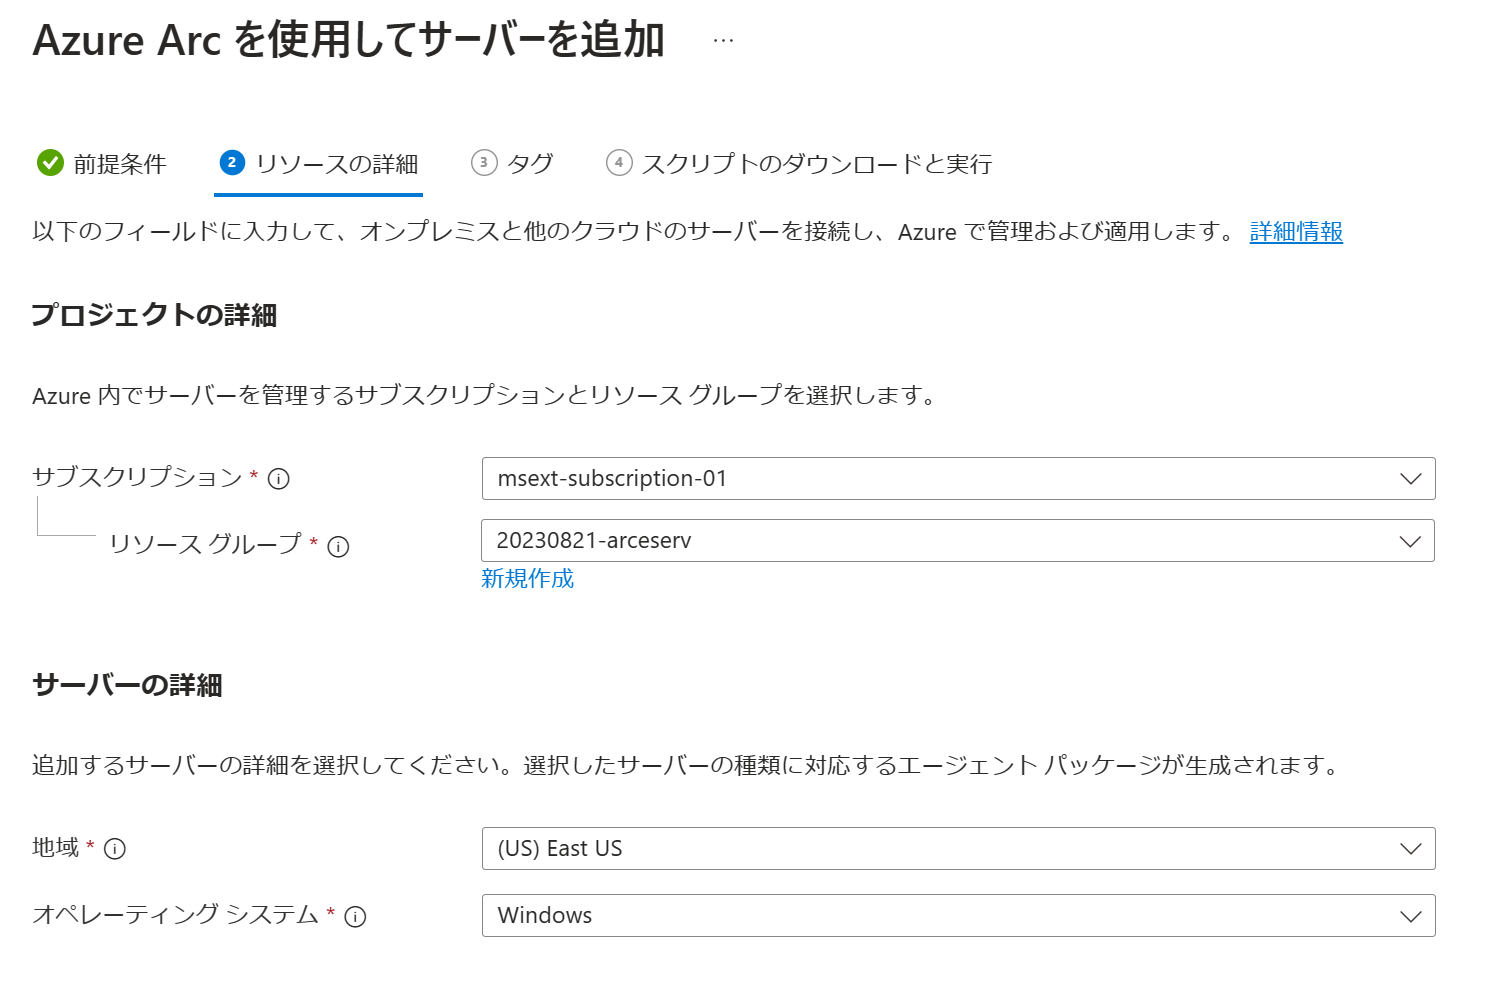 Azure Arc を使用してサーバーを追加 …
前提条件 2 リソースの詳細 3 タグ 4 スクリプトのダウンロードと実行
以下のフィールドに入力して、オンプレミスと他のクラウドのサーバーを接続し、Azure で管理および適用します。 詳細情報
プロジェクトの詳細
Azure 内でサーバーを管理するサブスクリプションとリソース グループを選択します。
サブスクリプション * msext-subscription-01
リソース グループ * 20230821-arceserv
新規作成
サーバーの詳細
追加するサーバーの詳細を選択してください。選択したサーバーの種類に対応するエージェント パッケージが生成されます。
地域 * (US) East US
オペレーティング システム * Windows